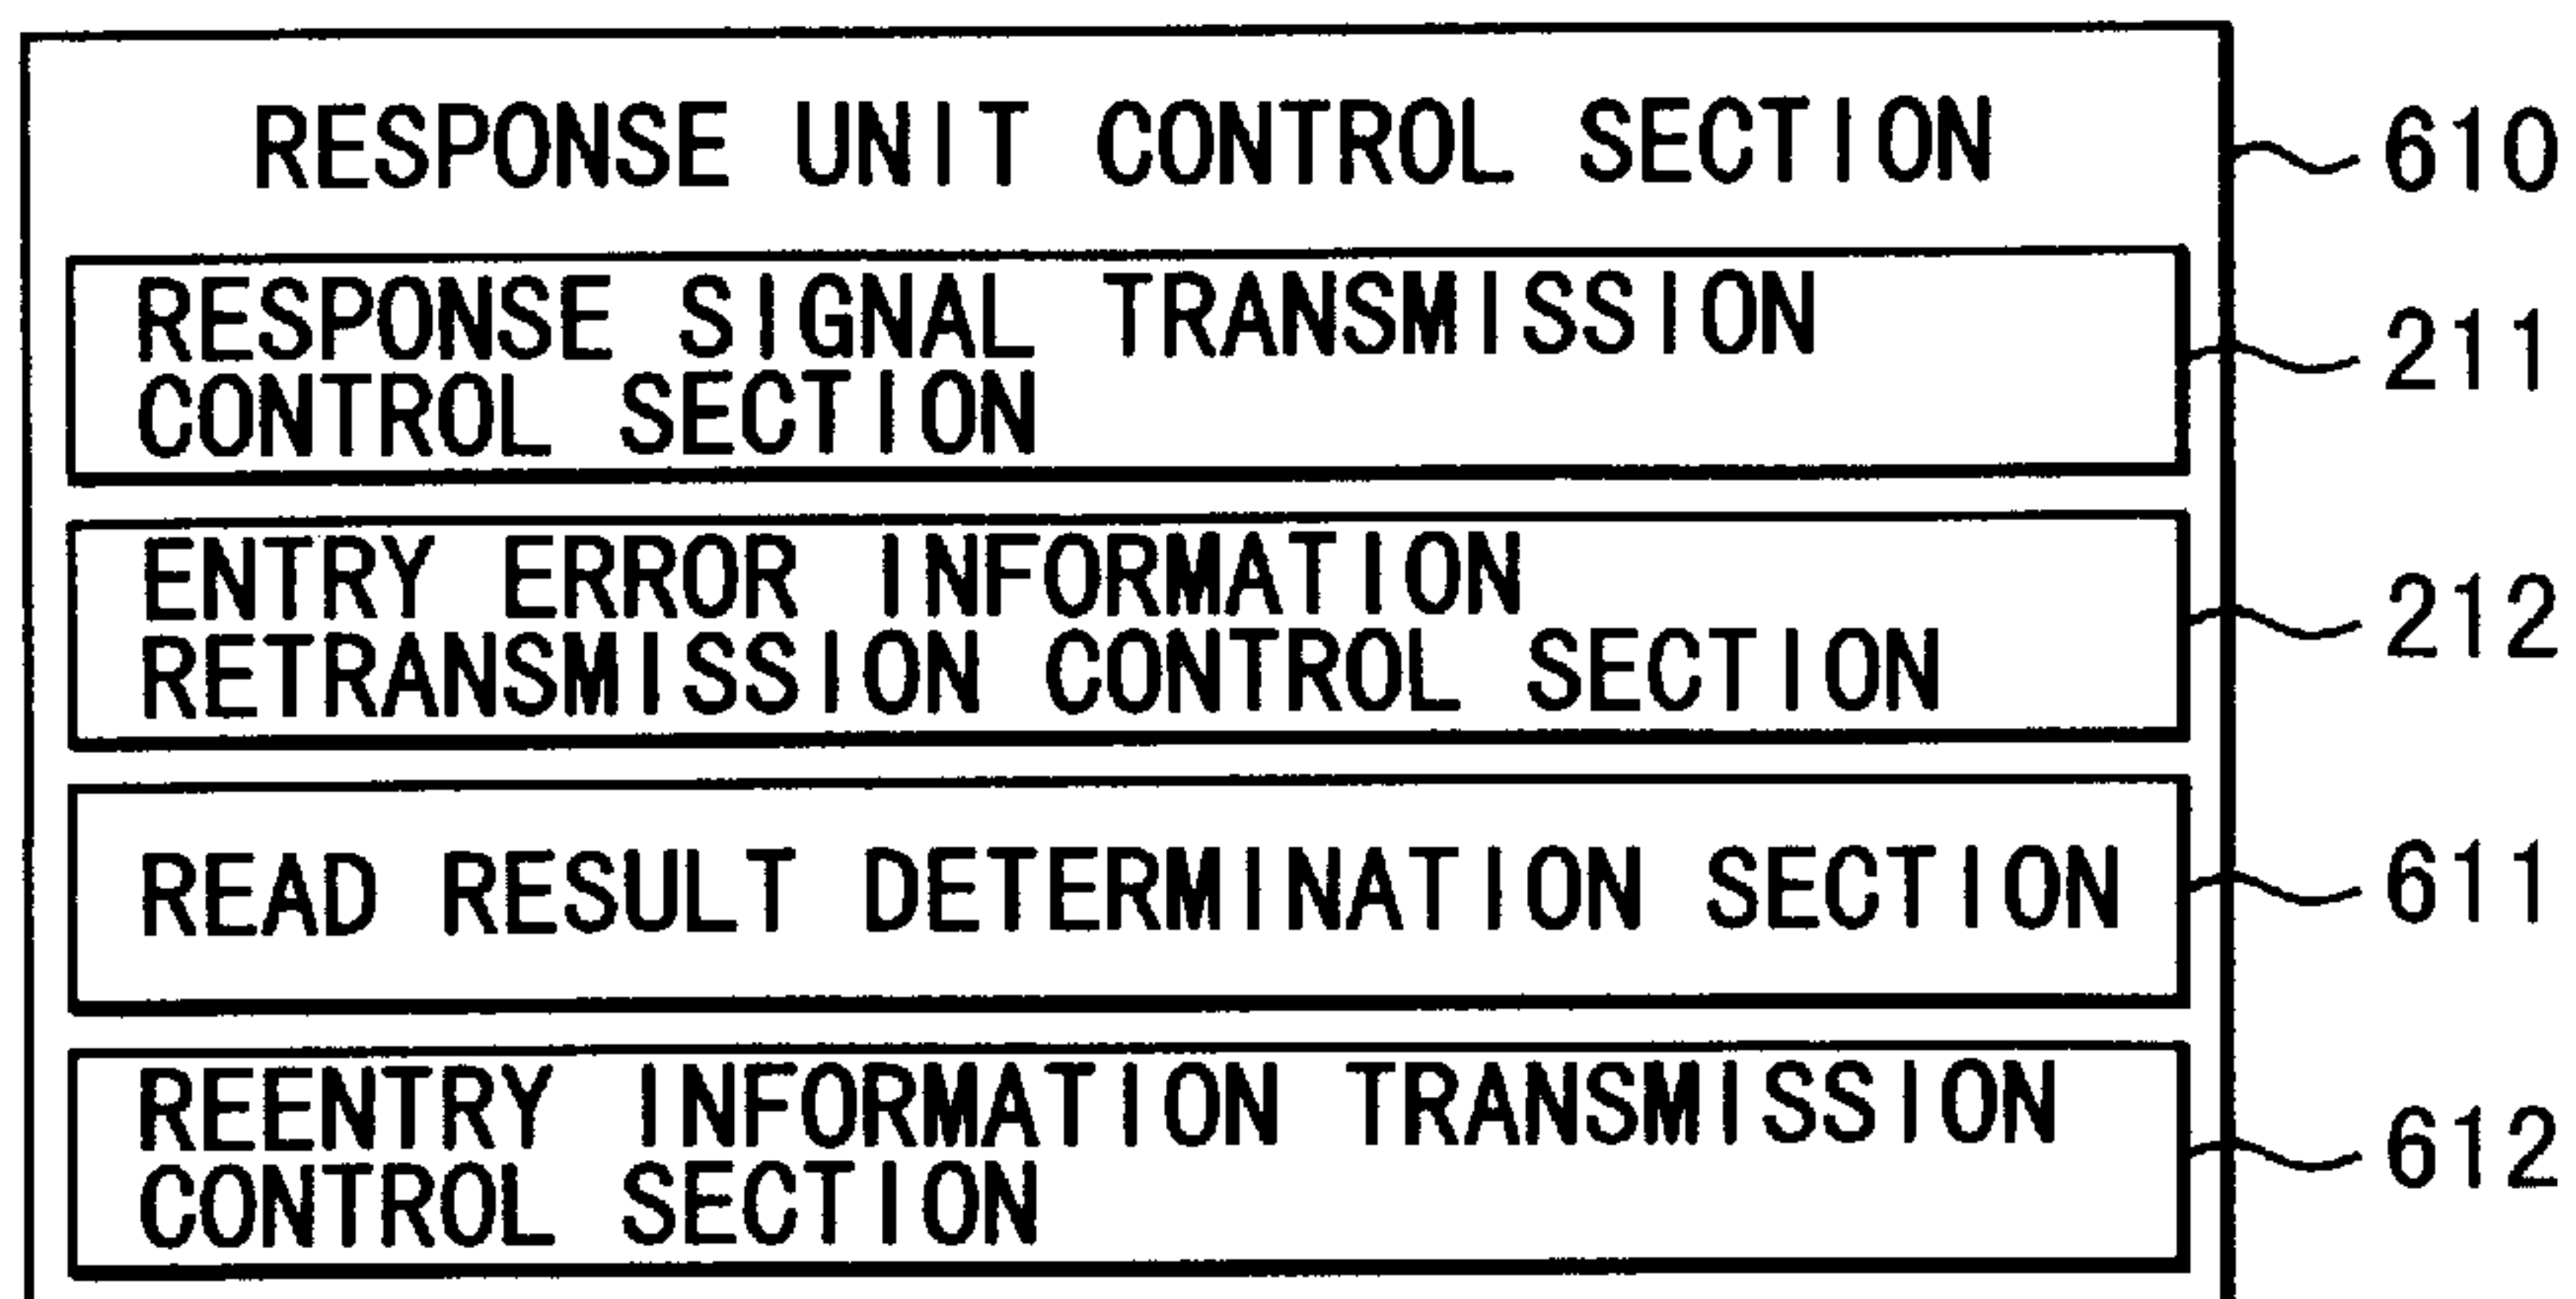 RESPONSE UNIT CONTROL SECTION 610
RESPONSE SIGNAL TRANSMISSION 211
CONTROL SECTION
ENTRY ERROR INFORMATION 212
RETRANSMISSION CONTROL SECTION
READ RESULT DETERMINATION SECTION 611
REENTRY INFORMATION TRANSMISSION 612
CONTROL SECTION